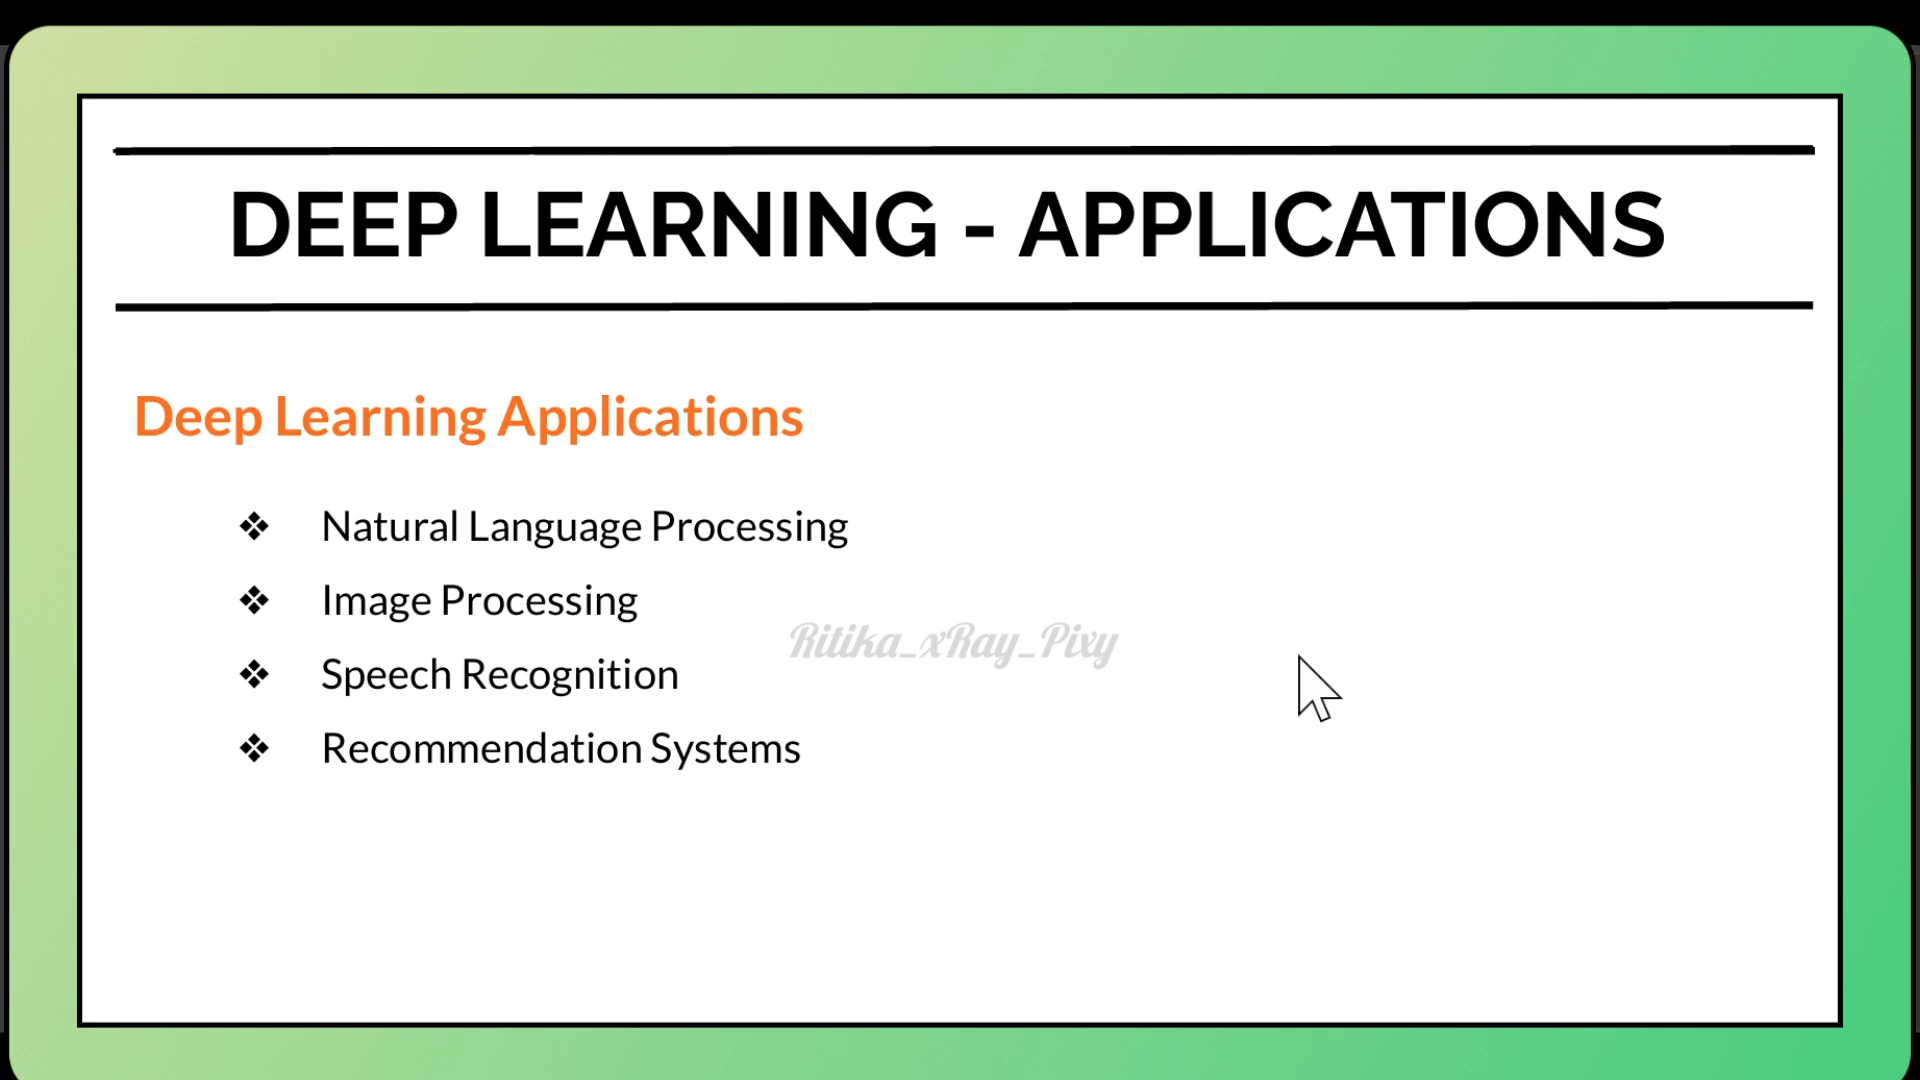 DEEP LEARNING - APPLICATIONS
Deep Learning Applications
❖ Natural Language Processing
❖ Image Processing
Ritika_xRay_Pixy
❖ Speech Recognition
❖ Recommendation Systems